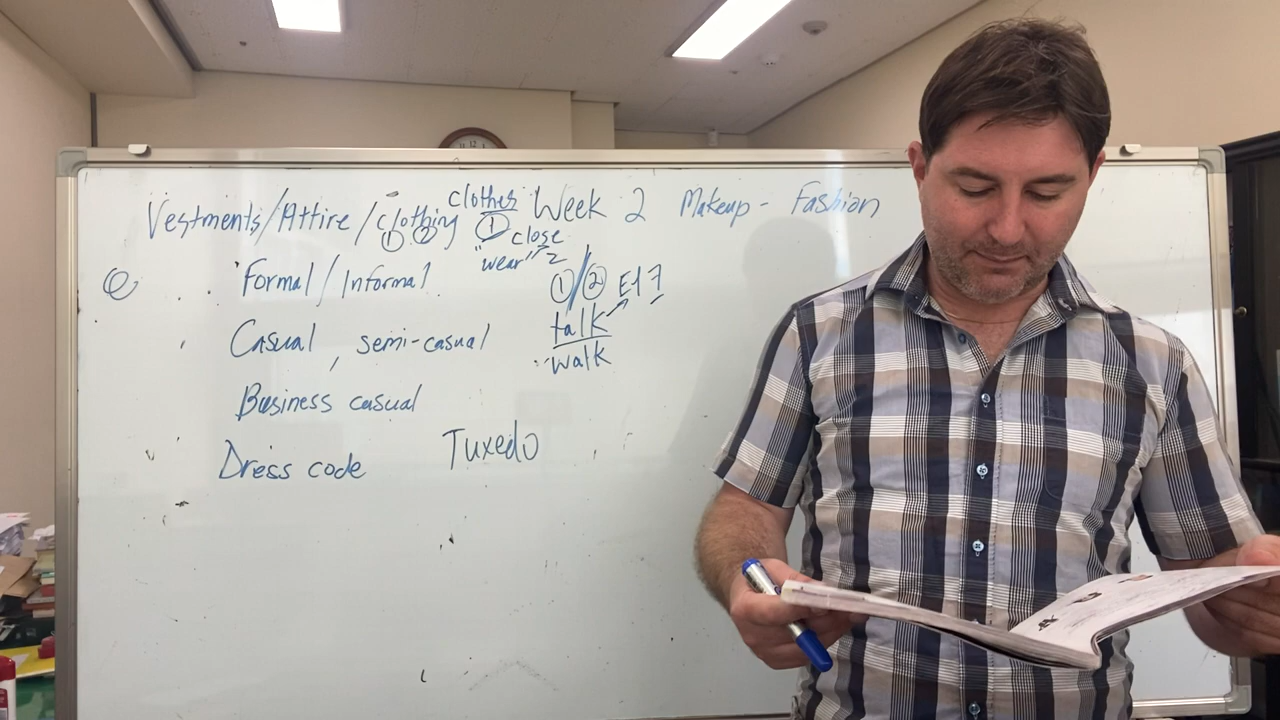 clothes Week 2 Makeup - Fashion
Vestments/Attire/clothing ①
① ② close
"wear" 2
Formal/Informal ①/② E-17
Casual, semi-casual talk
walk
Business casual
Dress code Tuxedo